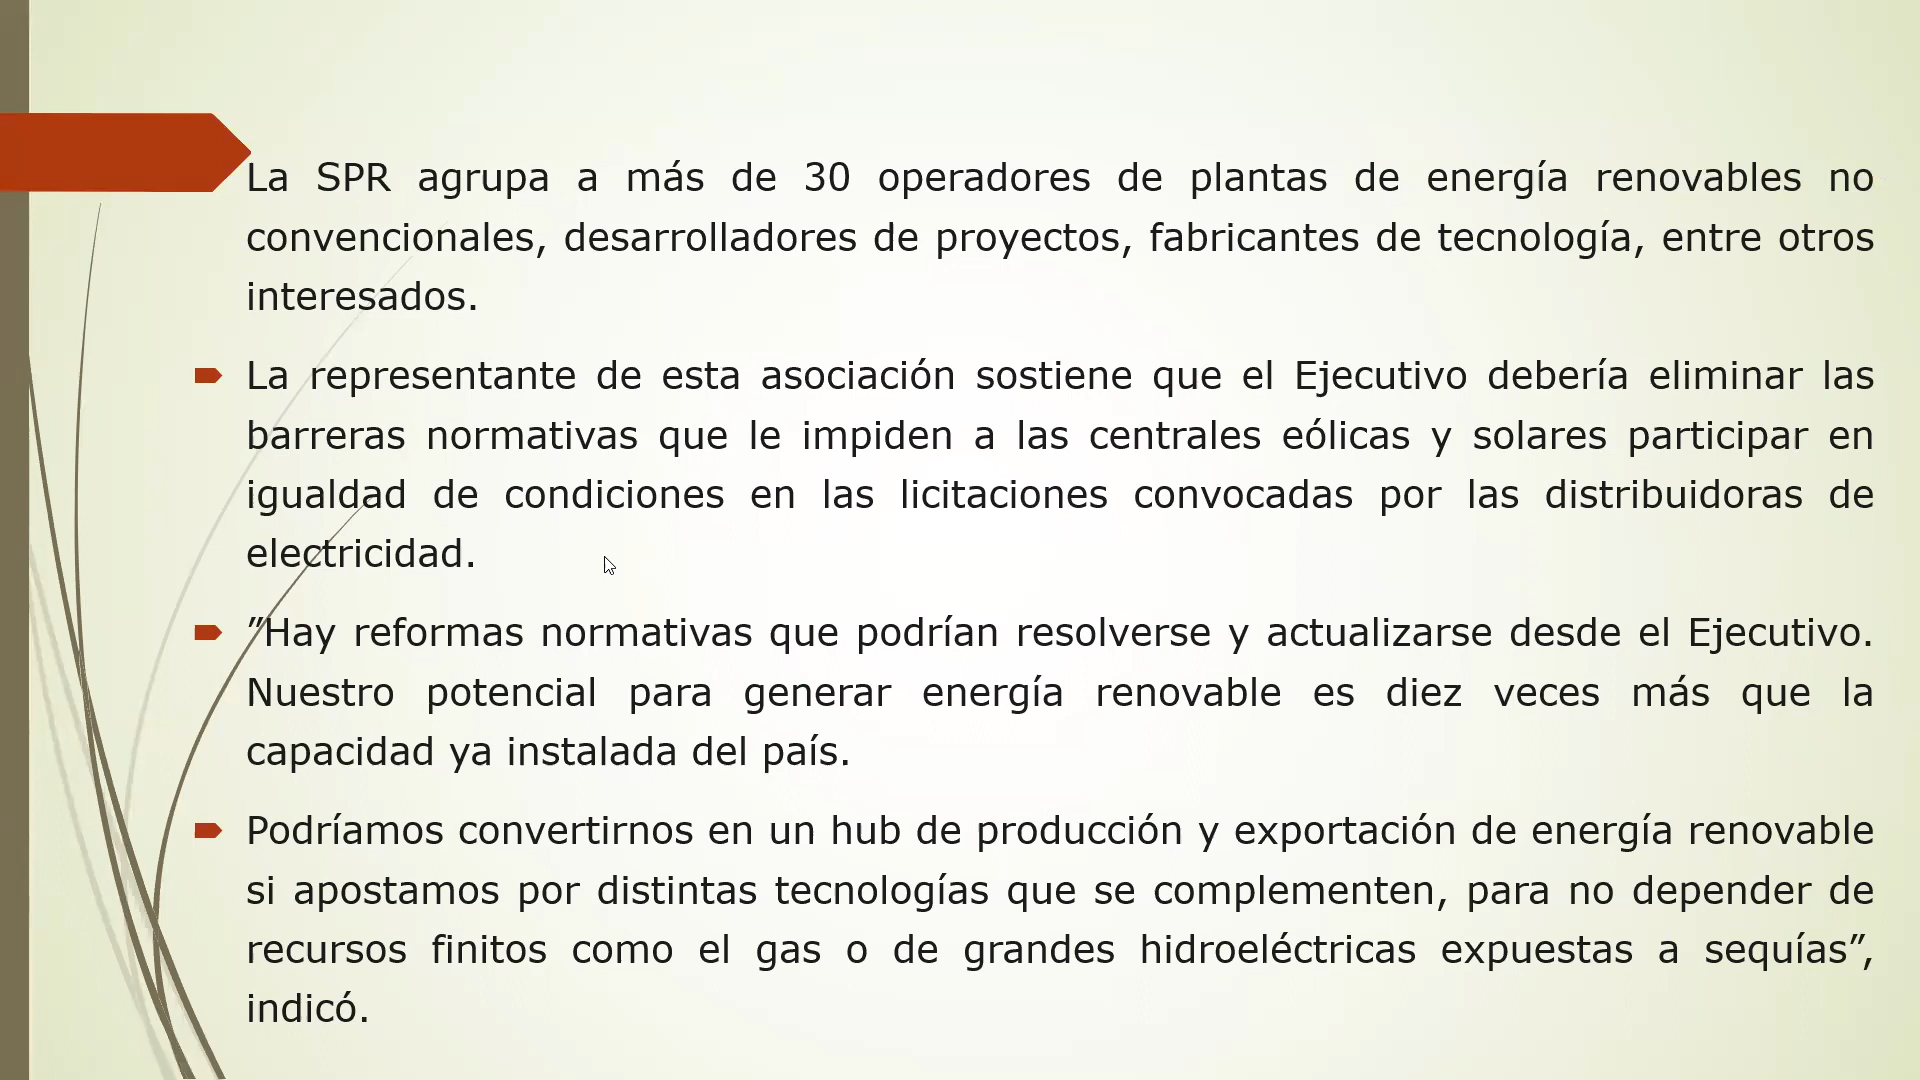 La SPR agrupa a más de 30 operadores de plantas de energía renovables no
convencionales, desarrolladores de proyectos, fabricantes de tecnología, entre otros
interesados.
La representante de esta asociación sostiene que el Ejecutivo debería eliminar las
barreras normativas que le impiden a las centrales eólicas y solares participar en
igualdad de condiciones en las licitaciones convocadas por las distribuidoras de
electricidad.
”Hay reformas normativas que podrían resolverse y actualizarse desde el Ejecutivo.
Nuestro potencial para generar energía renovable es diez veces más que la
capacidad ya instalada del país.
Podríamos convertirnos en un hub de producción y exportación de energía renovable
si apostamos por distintas tecnologías que se complementen, para no depender de
recursos finitos como el gas o de grandes hidroeléctricas expuestas a sequías”,
indicó.